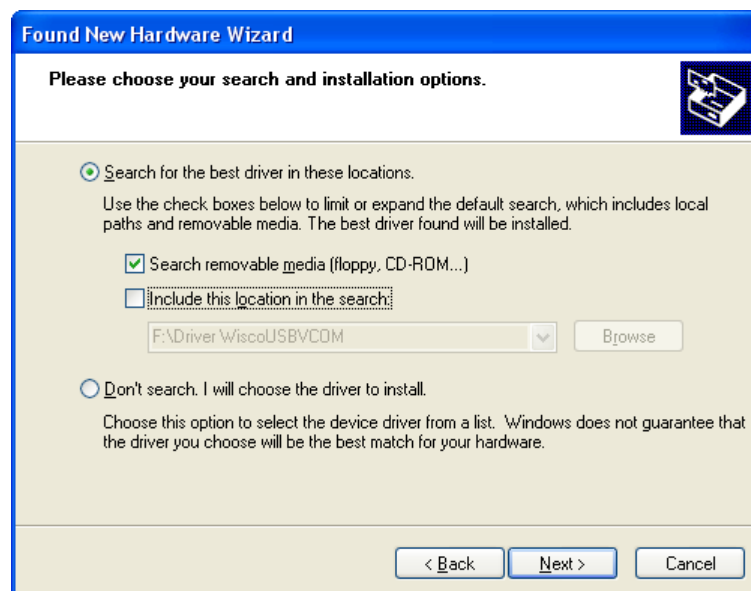 Found New Hardware Wizard
Please choose your search and installation options.
Search for the best driver in these locations.
Use the check boxes below to limit or expand the default search, which includes local
paths and removable media. The best driver found will be installed.
Search removable media (floppy, CD-ROM...)
Include this location in the search:
F:\Driver WiscoUSBVCOM
Browse
Don't search. I will choose the driver to install.
Choose this option to select the device driver from a list. Windows does not guarantee that
the driver you choose will be the best match for your hardware.
< Back Next > Cancel